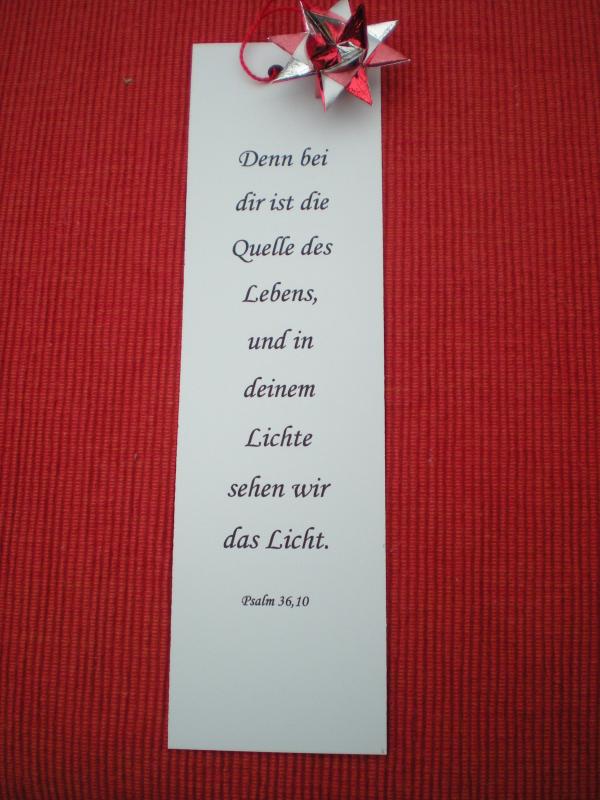 Denn bei
dir ist die
Quelle des
Lebens,
und in
deinem
Lichte
sehen wir
das Licht.
Psalm 36,10